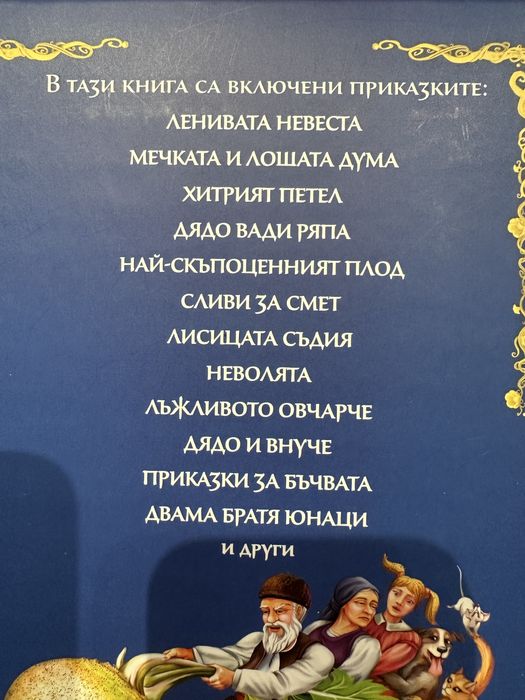 В тази книга са включени приказките:
ЛЕНИВАТА НЕВЕСТА
МЕЧКАТА И ЛОШАТА ДУМА
ХИТРИЯТ ПЕТЕЛ
ДЯДО ВАДИ РЯПА
НАЙ-СКЪПОЦЕННИЯТ ПЛОД
СЛИВИ ЗА СМЕТ
ЛИСИЦАТА СЪДИЯ
НЕВОЛЯТА
ЛЪЖЛИВОТО ОВЧАРЧЕ
ДЯДО И ВНУЧЕ
ПРИКАЗКИ ЗА БЪЧВАТА
ДВАМА БРАТЯ ЮНАЦИ
и други